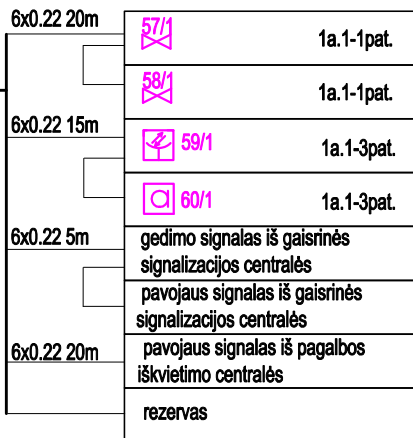 6x0.22 20m
57/1 1a.1-1pat.
58/1 1a.1-1pat.
6x0.22 15m
59/1 1a.1-3pat.
60/1 1a.1-3pat.
6x0.22 5m
gedimo signalas iš gaisrinės
signalizacijos centralės
pavojaus signalas iš gaisrinės
signalizacijos centralės
6x0.22 20m
pavojaus signalas iš pagalbos
iškvietimo centralės
rezervas